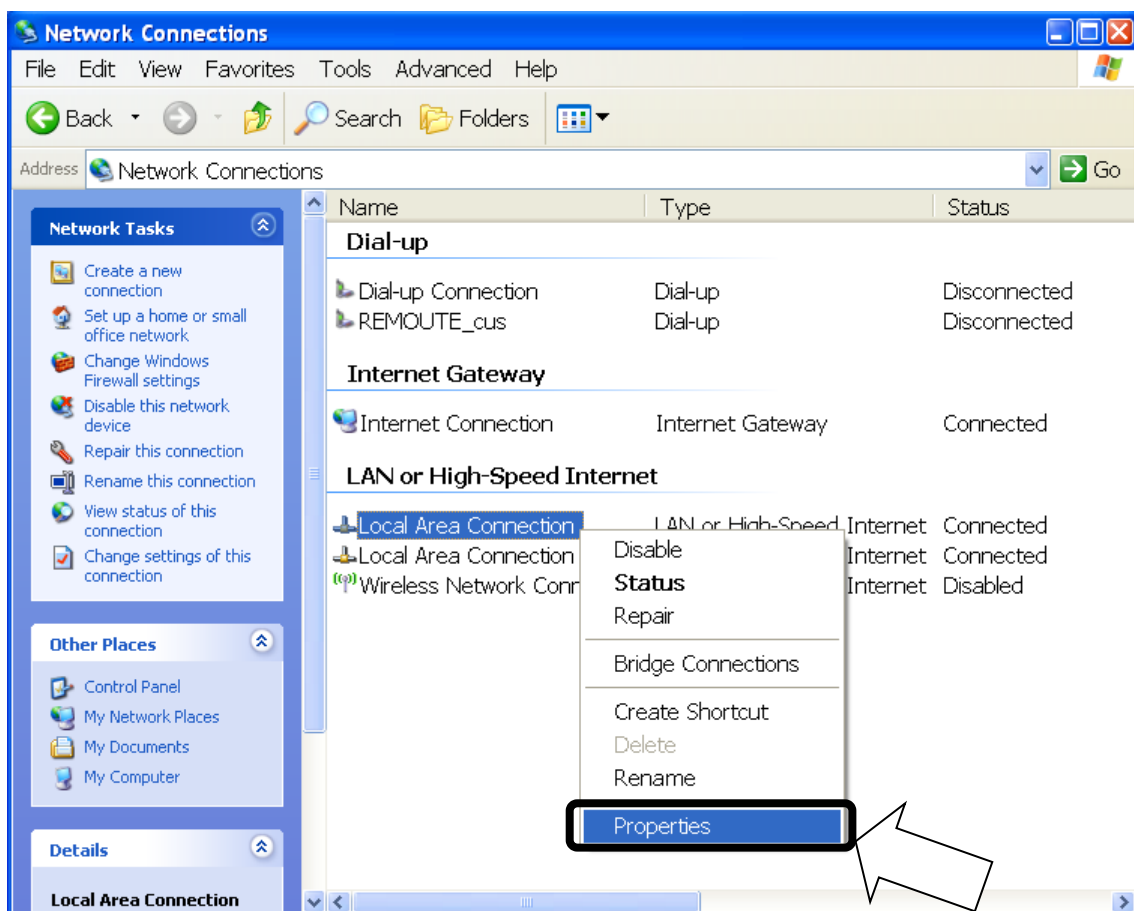 Network Connections
File Edit View Favorites Tools Advanced Help
Back Search Folders
Address Network Connections Go
Network Tasks
Create a new
connection
Set up a home or small
office network
Change Windows
Firewall settings
Disable this network
device
Repair this connection
Rename this connection
View status of this
connection
Change settings of this
connection
Other Places
Control Panel
My Network Places
My Documents
My Computer
Details
Local Area Connection
Name Type Status
Dial-up
Dial-up Connection Dial-up Disconnected
REMOUTE_cus Dial-up Disconnected
Internet Gateway
Internet Connection Internet Gateway Connected
LAN or High-Speed Internet
Local Area Connection LAN or High-Speed Internet Connected
Local Area Connection Internet Connected
Wireless Network Conn Internet Disabled
Disable
Status
Repair
Bridge Connections
Create Shortcut
Delete
Rename
Properties